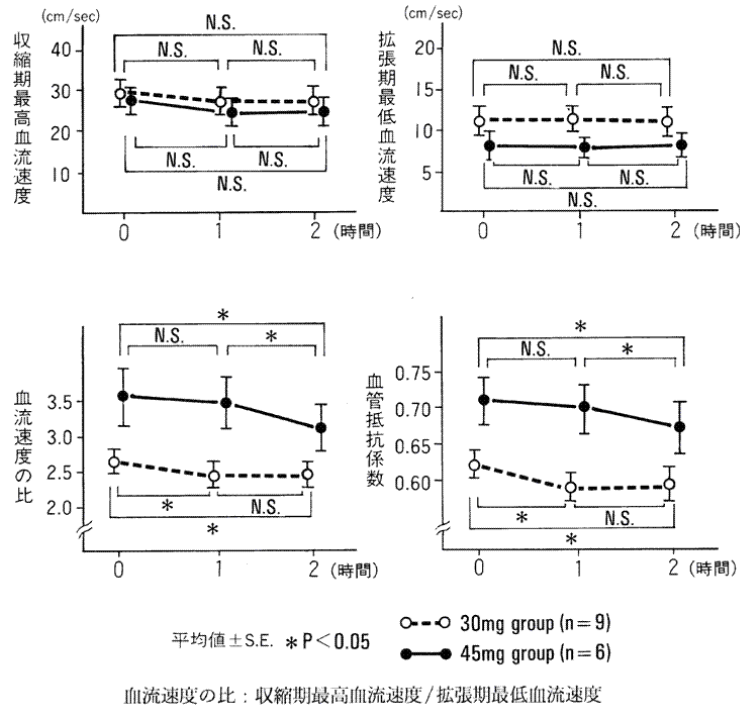 (cm/sec)
収縮期最高血流速度
40
30
20
10
N.S.
N.S.
N.S.
N.S.
N.S.
N.S.
0
1
2 (時間)
(cm/sec)
拡張期最低血流速度
20
15
10
5
N.S.
N.S.
N.S.
N.S.
N.S.
N.S.
0
1
2 (時間)
血流速度の比
3.5
3.0
2.5
2.0
*
N.S.
*
*
N.S.
*
0
1
2 (時間)
血管抵抗係数
0.75
0.70
0.65
0.60
*
N.S.
*
*
N.S.
*
0
1
2 (時間)
平均値±S.E. *P<0.05
30mg group (n=9)
45mg group (n=6)
血流速度の比：収縮期最高血流速度/拡張期最低血流速度